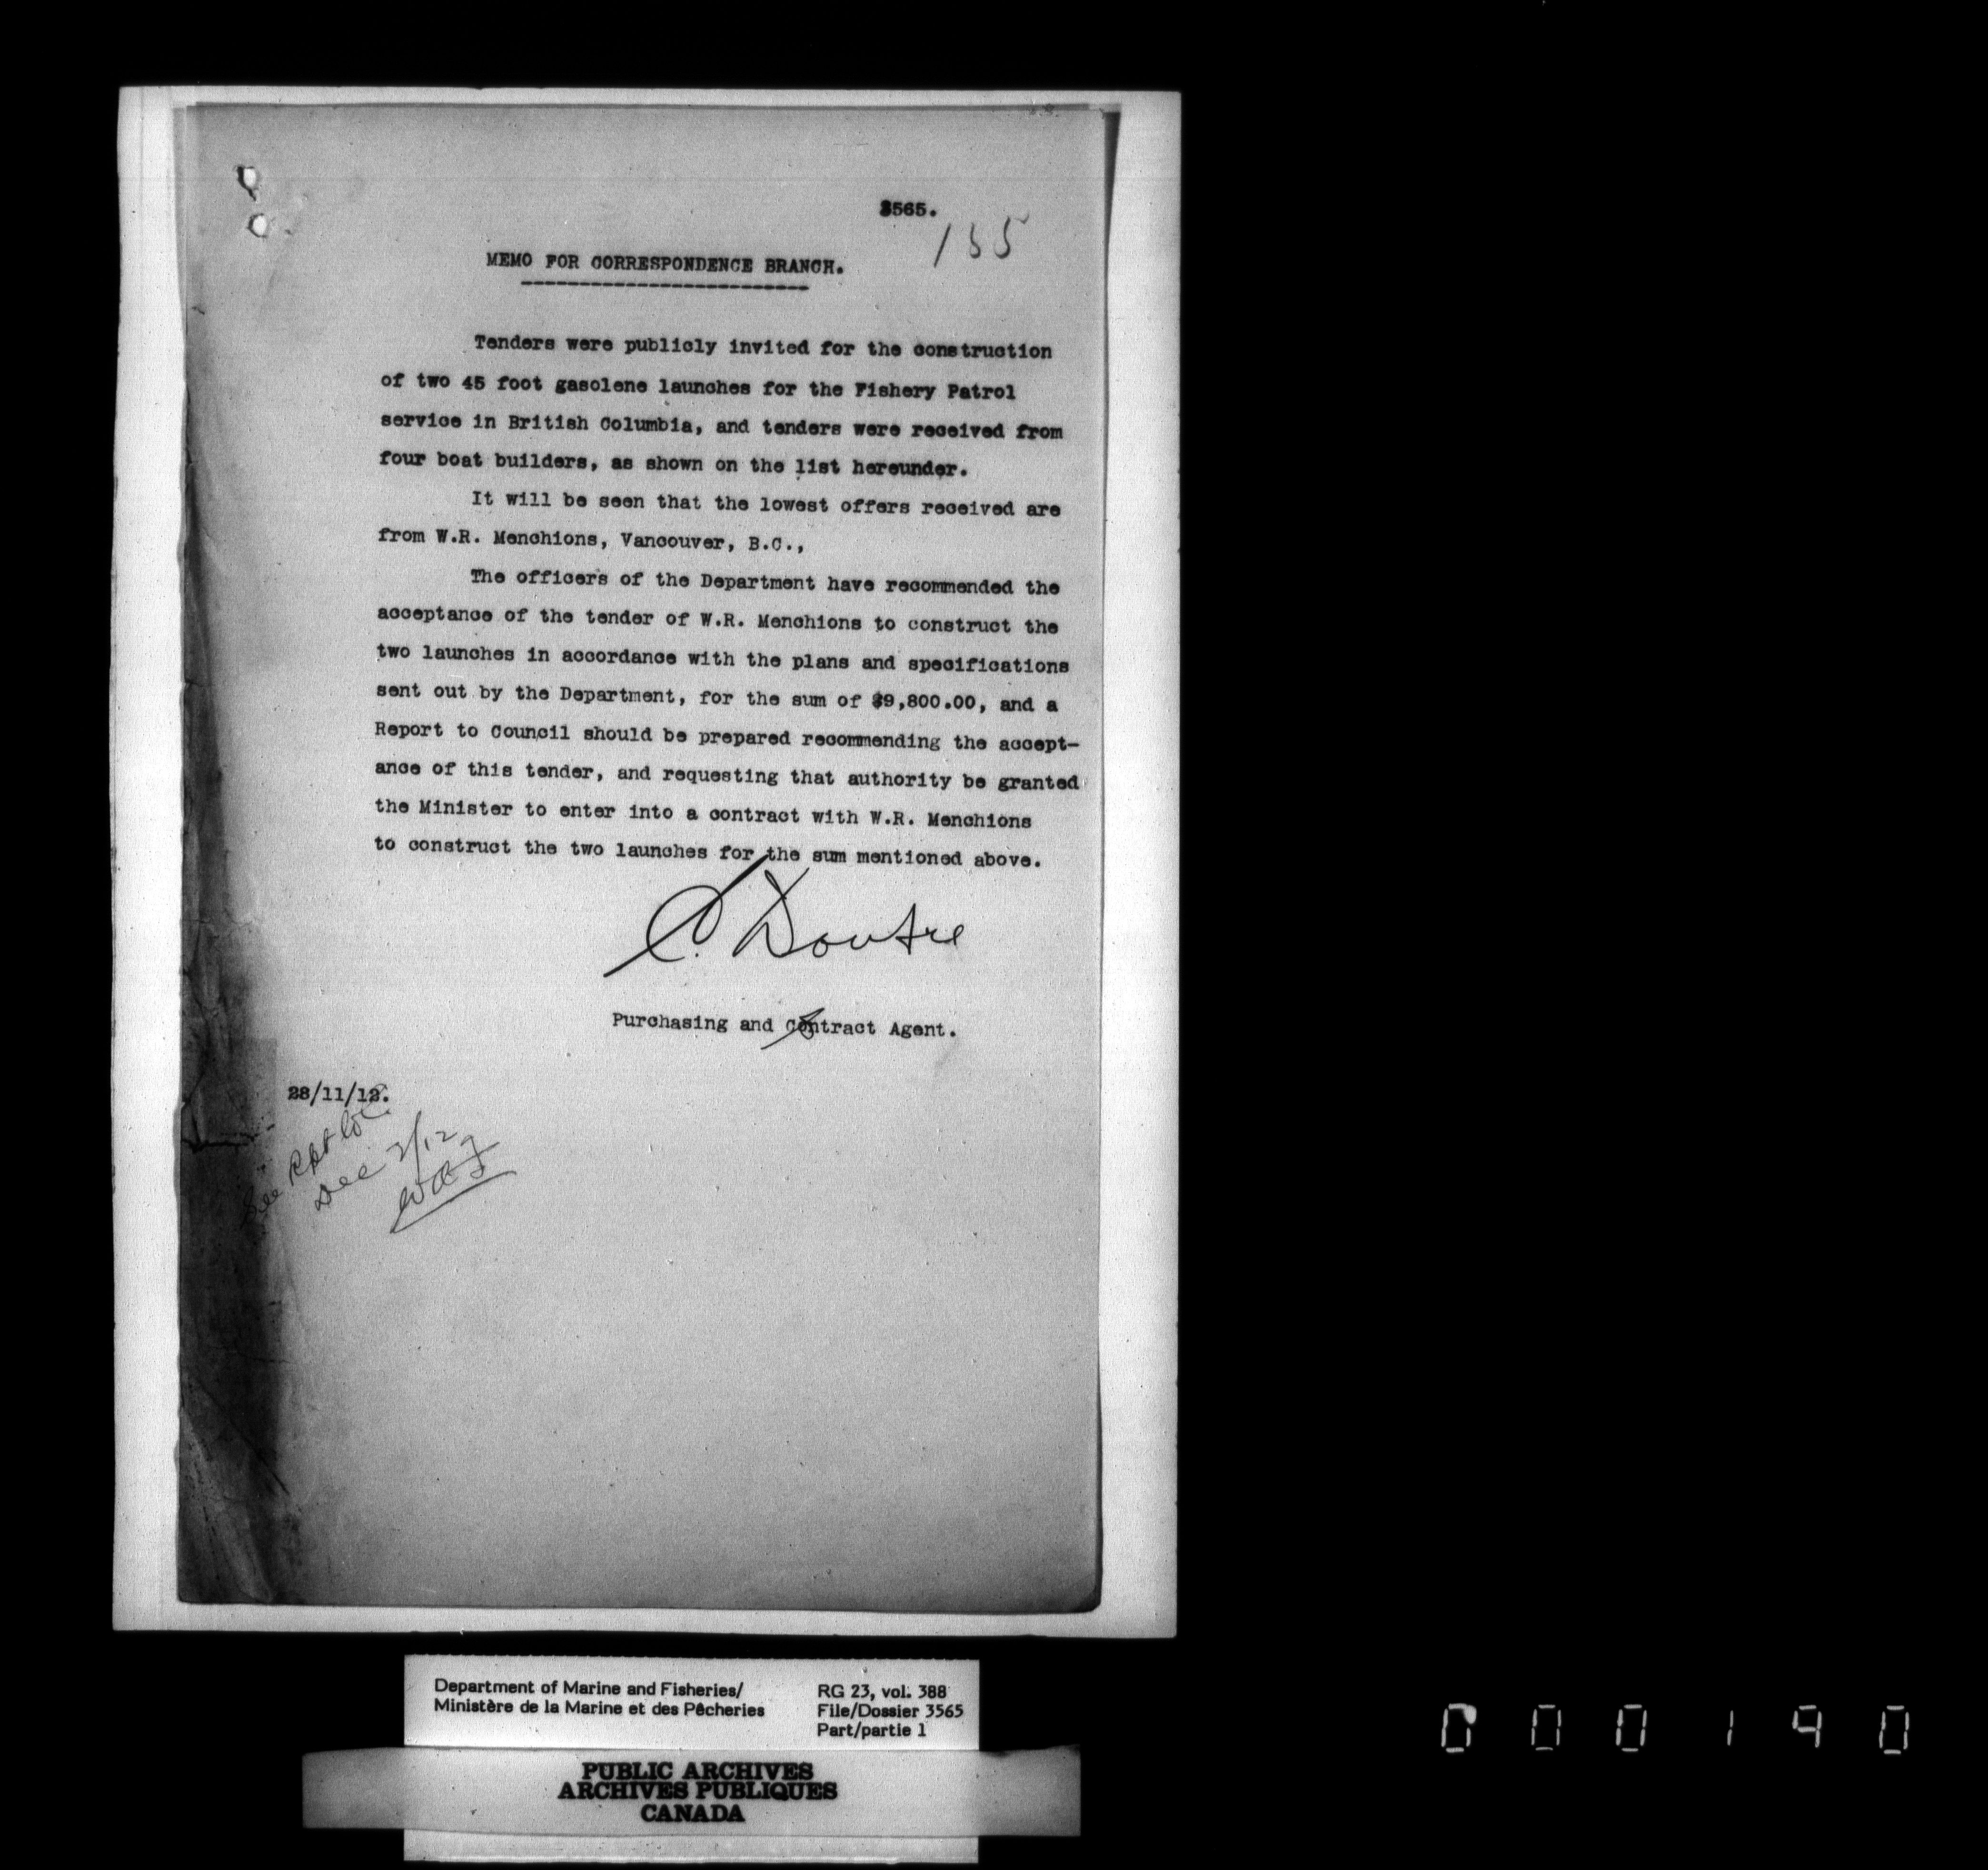 3565.
155
MEMO FOR CORRESPONDENCE BRANCH.
Tenders were publicly invited for the construction
of two 45 foot gasolene launches for the Fishery Patrol
service in British Columbia, and tenders were received from
four boat builders, as shown on the list hereunder.
It will be seen that the lowest offers received are
from W.R. Menchions, Vancouver, B.C.,
The officers of the Department have recommended the
acceptance of the tender of W.R. Menchions to construct the
two launches in accordance with the plans and specifications
sent out by the Department, for the sum of $9,800.00, and a
Report to Council should be prepared recommending the accept-
ance of this tender, and requesting that authority be granted
the Minister to enter into a contract with W.R. Menchions
to construct the two launches for the sum mentioned above.
C. Doutre
Purchasing and Contract Agent.
28/11/12.
See Rpt
Dec 2/12
Department of Marine and Fisheries/
Ministère de la Marine et des Pêcheries
RG 23, vol. 388
File/Dossier 3565
Part/partie 1
PUBLIC ARCHIVES
ARCHIVES PUBLIQUES
CANADA
000190